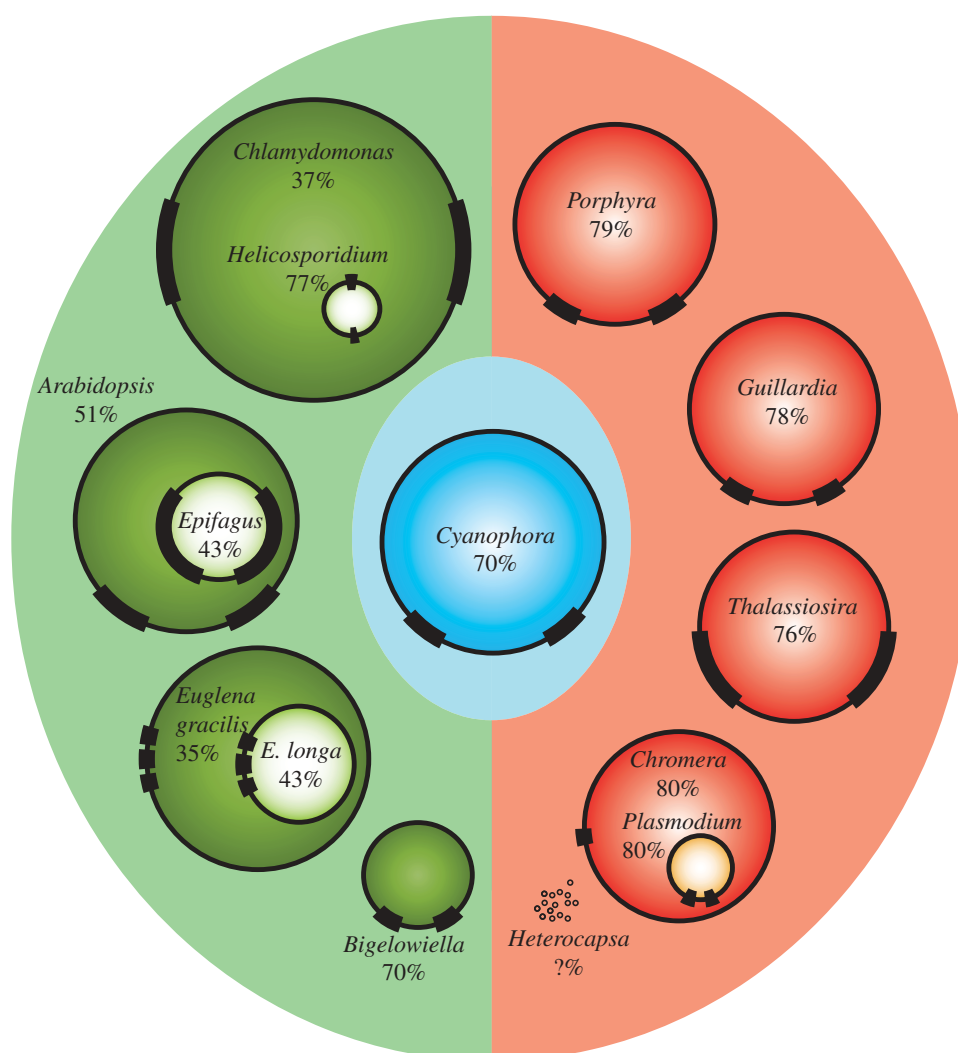 Chlamydomonas
37%
Helicosporidium
77%
Arabidopsis
51%
Epifagus
43%
Euglena
gracilis
35%
E. longa
43%
Bigelowiella
70%
Cyanophora
70%
Porphyra
79%
Guillardia
78%
Thalassiosira
76%
Chromera
80%
Plasmodium
80%
Heterocapsa
?%